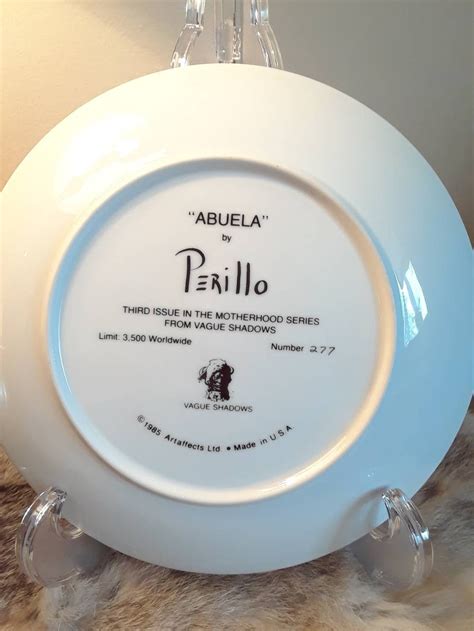 "ABUELA"
by
Perillo
THIRD ISSUE IN THE MOTHERHOOD SERIES
FROM VAGUE SHADOWS
Limit: 3,500 Worldwide Number 277
VAGUE SHADOWS
©1985 Artaffects Ltd. • Made in U.S.A.